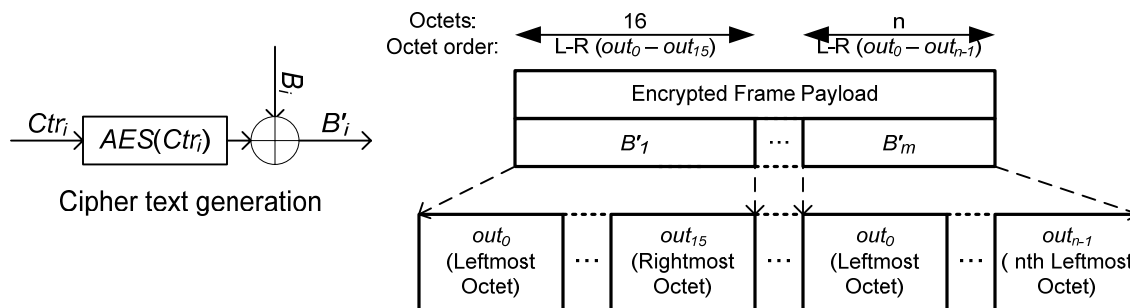 Octets: 16 n
Octet order: L-R (out0 – out15) L-R (out0 – outn-1)
Encrypted Frame Payload
Bi
Ctri AES(Ctri) B'i
B'1 ... B'm
Cipher text generation
out0 ... out15 ... out0 ... outn-1
(Leftmost (Rightmost (Leftmost ( nth Leftmost
Octet) Octet) Octet) Octet)